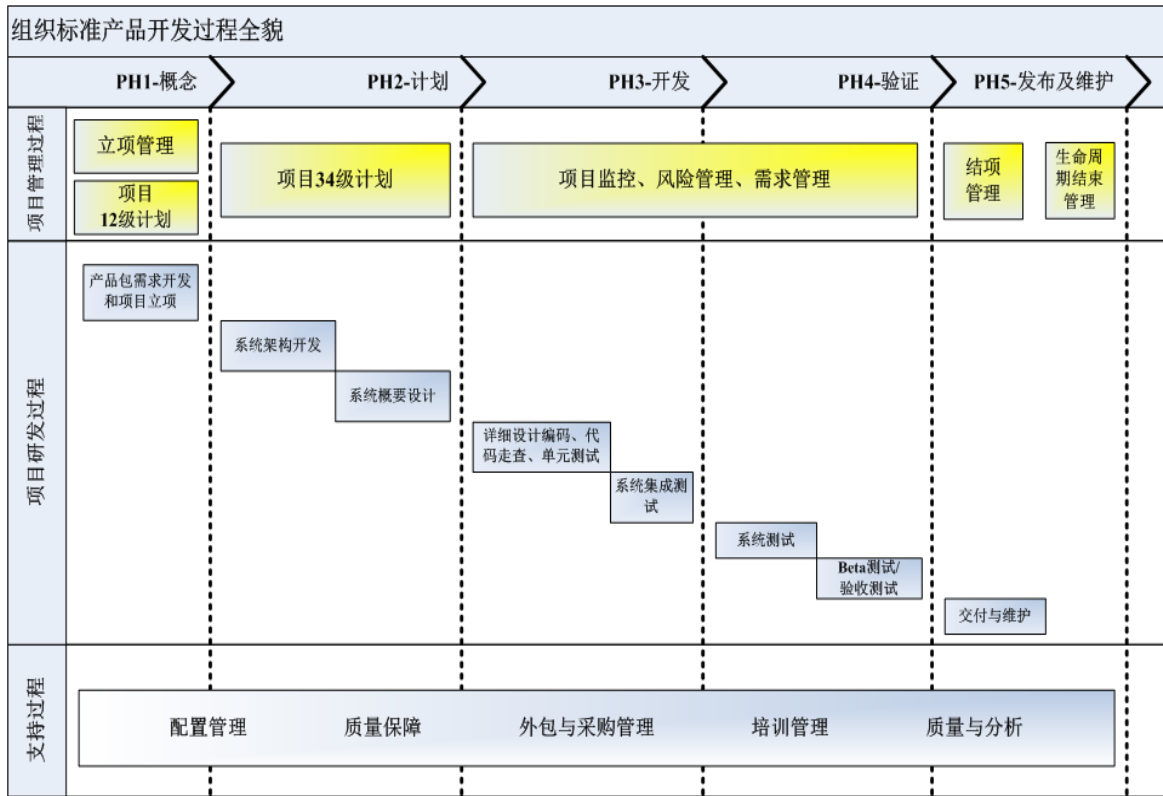 组织标准产品开发过程全貌
PH1-概念
PH2-计划
PH3-开发
PH4-验证
PH5-发布及维护
项目管理过程
立项管理
项目
12级计划
项目34级计划
项目监控、风险管理、需求管理
结项
管理
生命周
期结束
管理
项目研发过程
产品包需求开发
和项目立项
系统架构开发
系统概要设计
详细设计编码、代
码走查、单元测试
系统集成测
试
系统测试
Beta测试/
验收测试
交付与维护
支持过程
配置管理
质量保障
外包与采购管理
培训管理
质量与分析